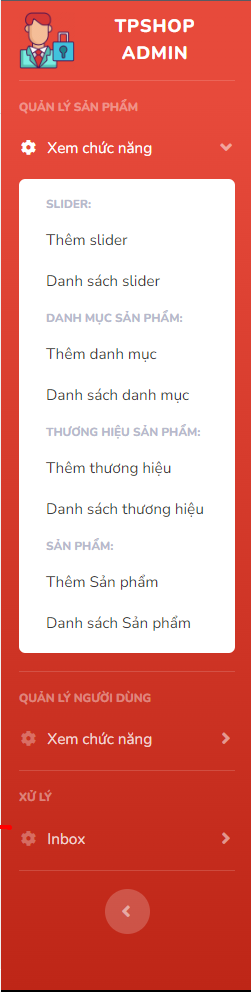 TPSHOP
ADMIN
QUẢN LÝ SẢN PHẨM
Xem chức năng
SLIDER:
Thêm slider
Danh sách slider
DANH MỤC SẢN PHẨM:
Thêm danh mục
Danh sách danh mục
THƯƠNG HIỆU SẢN PHẨM:
Thêm thương hiệu
Danh sách thương hiệu
SẢN PHẨM:
Thêm Sản phẩm
Danh sách Sản phẩm
QUẢN LÝ NGƯỜI DÙNG
Xem chức năng
XỬ LÝ
Inbox